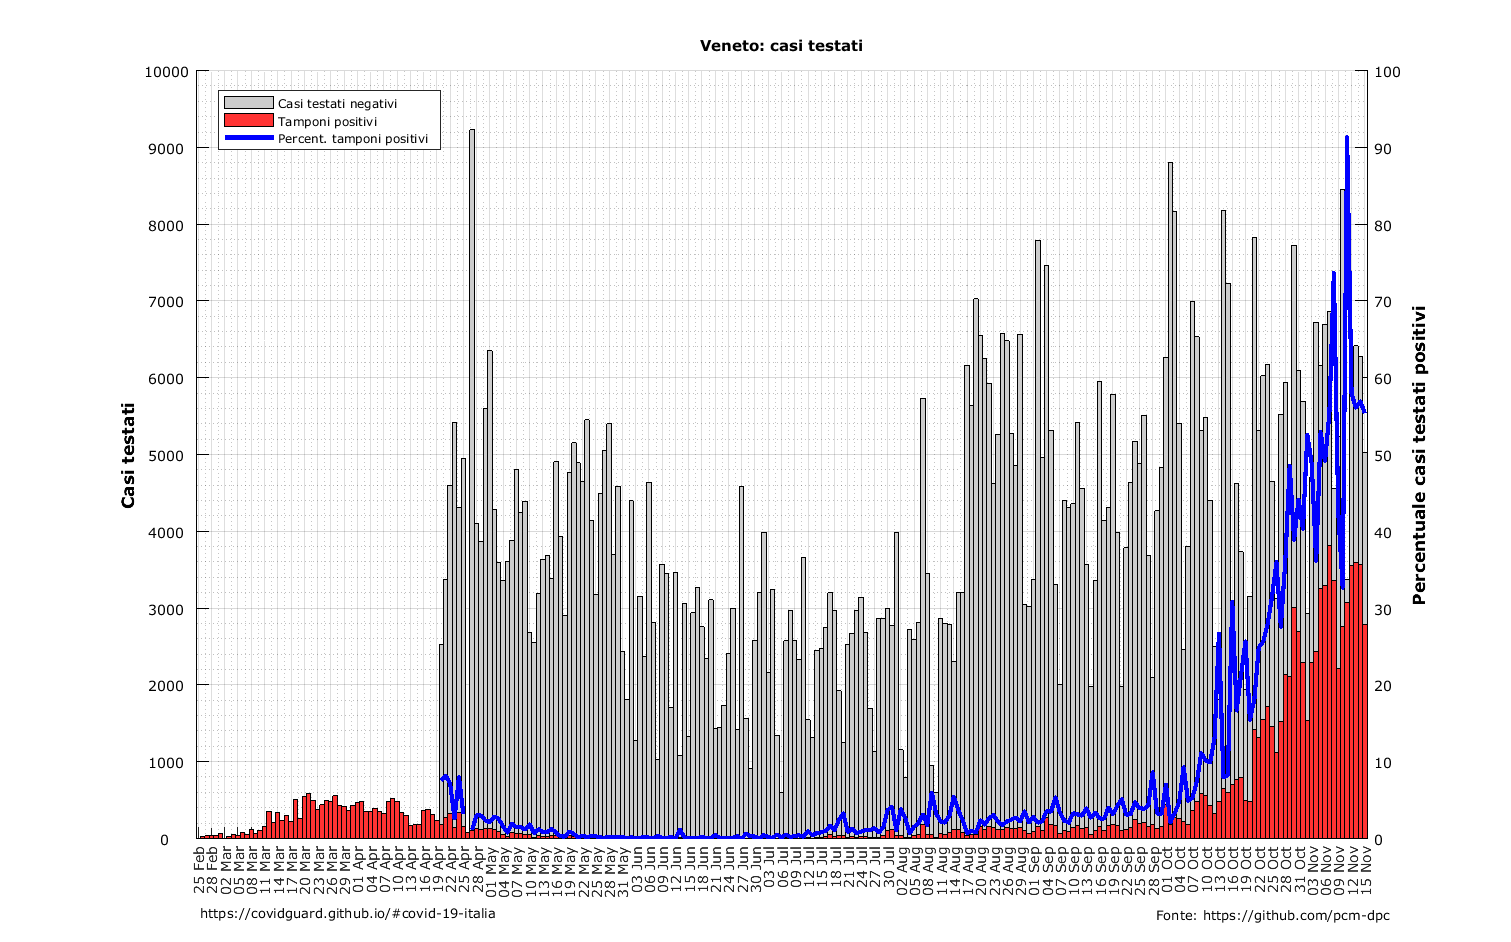 Veneto: casi testati
Casi testati negativi
Tamponi positivi
Percent. tamponi positivi
10000
9000
8000
7000
6000
5000
4000
3000
2000
1000
0
Casi testati
100
90
80
70
60
50
40
30
20
10
0
Percentuale casi testati positivi
25 Feb
28 Feb
02 Mar
05 Mar
08 Mar
11 Mar
14 Mar
17 Mar
20 Mar
23 Mar
26 Mar
29 Mar
01 Apr
04 Apr
07 Apr
10 Apr
13 Apr
16 Apr
19 Apr
22 Apr
25 Apr
28 Apr
01 May
04 May
07 May
10 May
13 May
16 May
19 May
22 May
25 May
28 May
31 May
03 Jun
06 Jun
09 Jun
12 Jun
15 Jun
18 Jun
21 Jun
24 Jun
27 Jun
30 Jun
03 Jul
06 Jul
09 Jul
12 Jul
15 Jul
18 Jul
21 Jul
24 Jul
27 Jul
30 Jul
02 Aug
05 Aug
08 Aug
11 Aug
14 Aug
17 Aug
20 Aug
23 Aug
26 Aug
29 Aug
01 Sep
04 Sep
07 Sep
10 Sep
13 Sep
16 Sep
19 Sep
22 Sep
25 Sep
28 Sep
01 Oct
04 Oct
07 Oct
10 Oct
13 Oct
16 Oct
19 Oct
22 Oct
25 Oct
28 Oct
31 Oct
03 Nov
06 Nov
09 Nov
12 Nov
15 Nov
https://covidguard.github.io/#covid-19-italia
Fonte: https://github.com/pcm-dpc